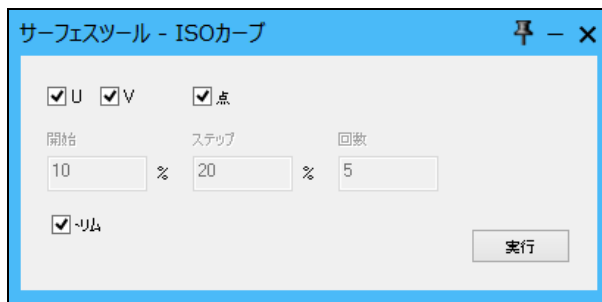 サーフェスツール - ISOカーブ
U V 点
開始 ステップ 回数
10 % 20 % 5
トリム
実行